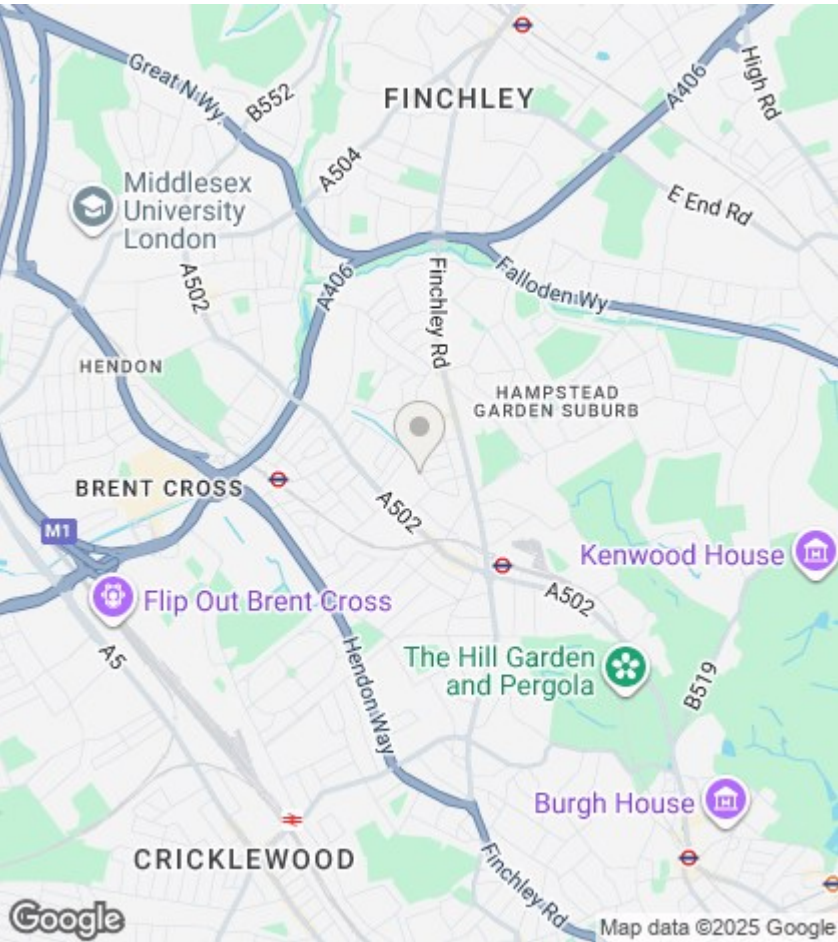 FINCHLEY
High Rd
Great N Wy
B552
A406
A504
Middlesex
University
London
E End Rd
A502
A406
Finchley Rd
Falloden Wy
HENDON
HAMPSTEAD
GARDEN SUBURB
BRENT CROSS
A502
M1
Kenwood House
Flip Out Brent Cross
A502
A5
Hendon Way
The Hill Garden
and Pergola
B519
Burgh House
CRICKLEWOOD
Finchley Rd
Google
Map data ©2025 Google